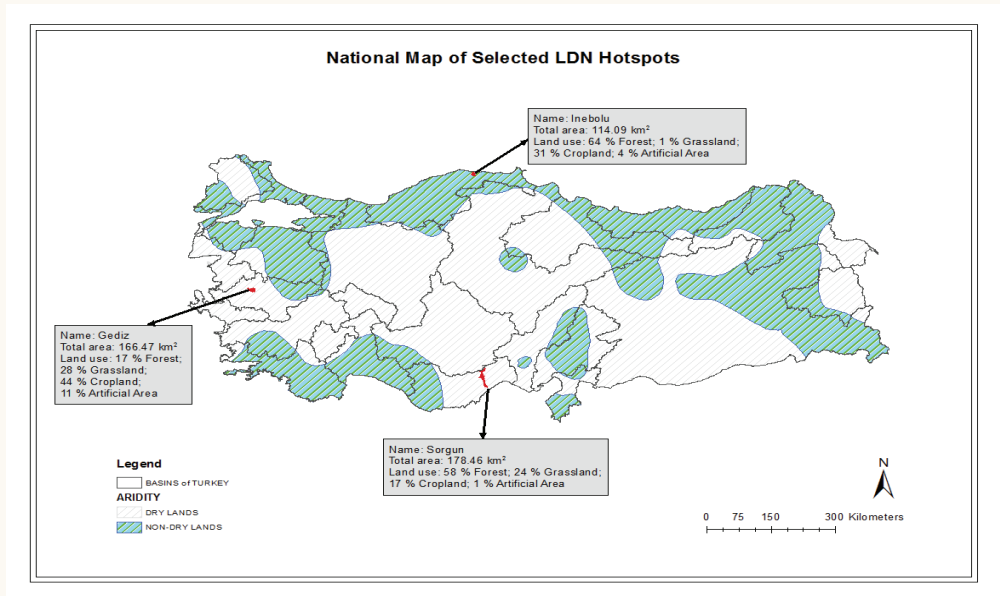 National Map of Selected LDN Hotspots
Name: Inebolu
Total area: 114.09 km²
Land use: 64 % Forest; 1 % Grassland;
31 % Cropland; 4 % Artificial Area
Name: Gediz
Total area: 166.47 km²
Land use: 17 % Forest;
28 % Grassland;
44 % Cropland;
11 % Artificial Area
Name: Sorgun
Total area: 178.46 km²
Land use: 58 % Forest; 24 % Grassland;
17 % Cropland; 1 % Artificial Area
Legend
BASINS of TURKEY
ARIDITY
DRY LANDS
NON-DRY LANDS
N
0 75 150 300 Kilometers